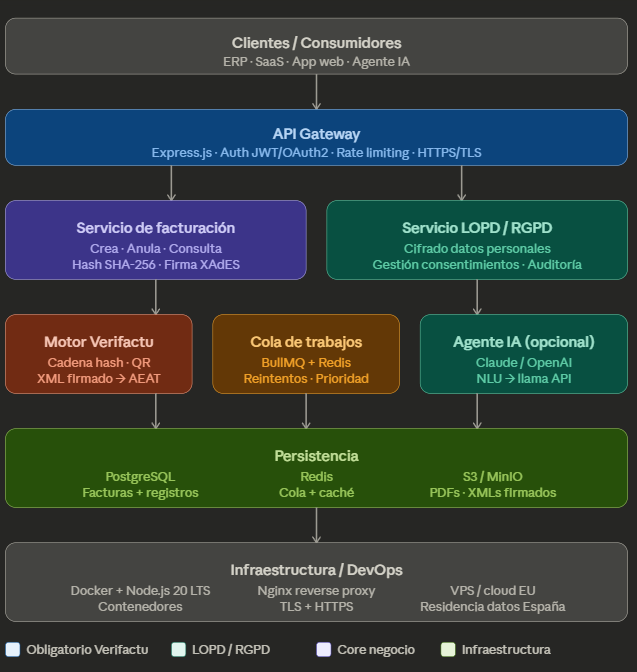 Clientes / Consumidores
ERP · SaaS · App web · Agente IA
API Gateway
Express.js · Auth JWT/OAuth2 · Rate limiting · HTTPS/TLS
Servicio de facturación
Crea · Anula · Consulta
Hash SHA-256 · Firma XAdES
Servicio LOPD / RGPD
Cifrado datos personales
Gestión consentimientos · Auditoría
Motor Verifactu
Cadena hash · QR
XML firmado → AEAT
Cola de trabajos
BullMQ + Redis
Reintentos · Prioridad
Agente IA (opcional)
Claude / OpenAI
NLU → llama API
Persistencia
PostgreSQL
Facturas + registros
Redis
Cola + caché
S3 / MinIO
PDFs · XMLs firmados
Infraestructura / DevOps
Docker + Node.js 20 LTS
Contenedores
Nginx reverse proxy
TLS + HTTPS
VPS / cloud EU
Residencia datos España
Obligatorio Verifactu
LOPD / RGPD
Core negocio
Infraestructura